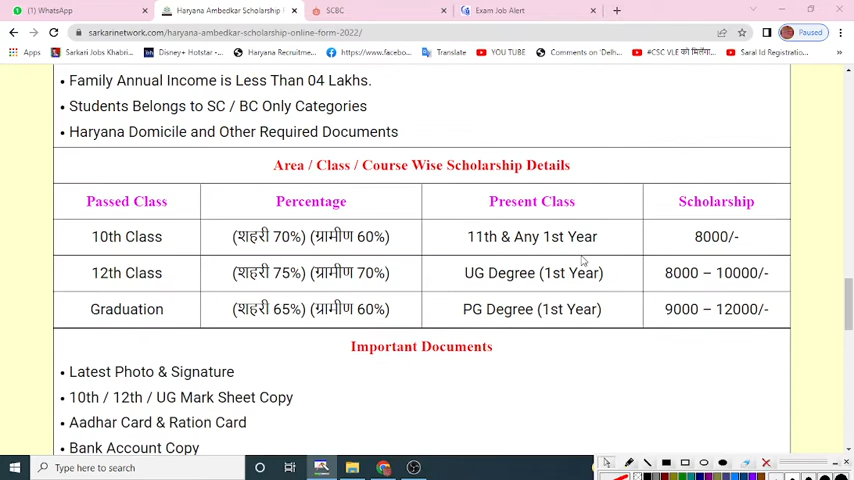 (1) WhatsApp
Haryana Ambedkar Scholarship
SCBC
Exam Job Alert
sarkarinetwork.com/haryana-ambedkar-scholarship-online-form-2022/
Paused
Apps
Sarkari Jobs Khabri...
Disney+ Hotstar -...
Haryana Recruitme...
https://www.facebo...
Translate
YOU TUBE
Comments on 'Delh...
#CSC VLE को मिलेंगा...
Saral Id Registratio...
• Family Annual Income is Less Than 04 Lakhs.
• Students Belongs to SC / BC Only Categories
• Haryana Domicile and Other Required Documents
Area / Class / Course Wise Scholarship Details
Passed Class Percentage Present Class Scholarship
10th Class (शहरी 70%) (ग्रामीण 60%) 11th & Any 1st Year 8000/-
12th Class (शहरी 75%) (ग्रामीण 70%) UG Degree (1st Year) 8000 – 10000/-
Graduation (शहरी 65%) (ग्रामीण 60%) PG Degree (1st Year) 9000 – 12000/-
Important Documents
• Latest Photo & Signature
• 10th / 12th / UG Mark Sheet Copy
• Aadhar Card & Ration Card
• Bank Account Copy
Type here to search